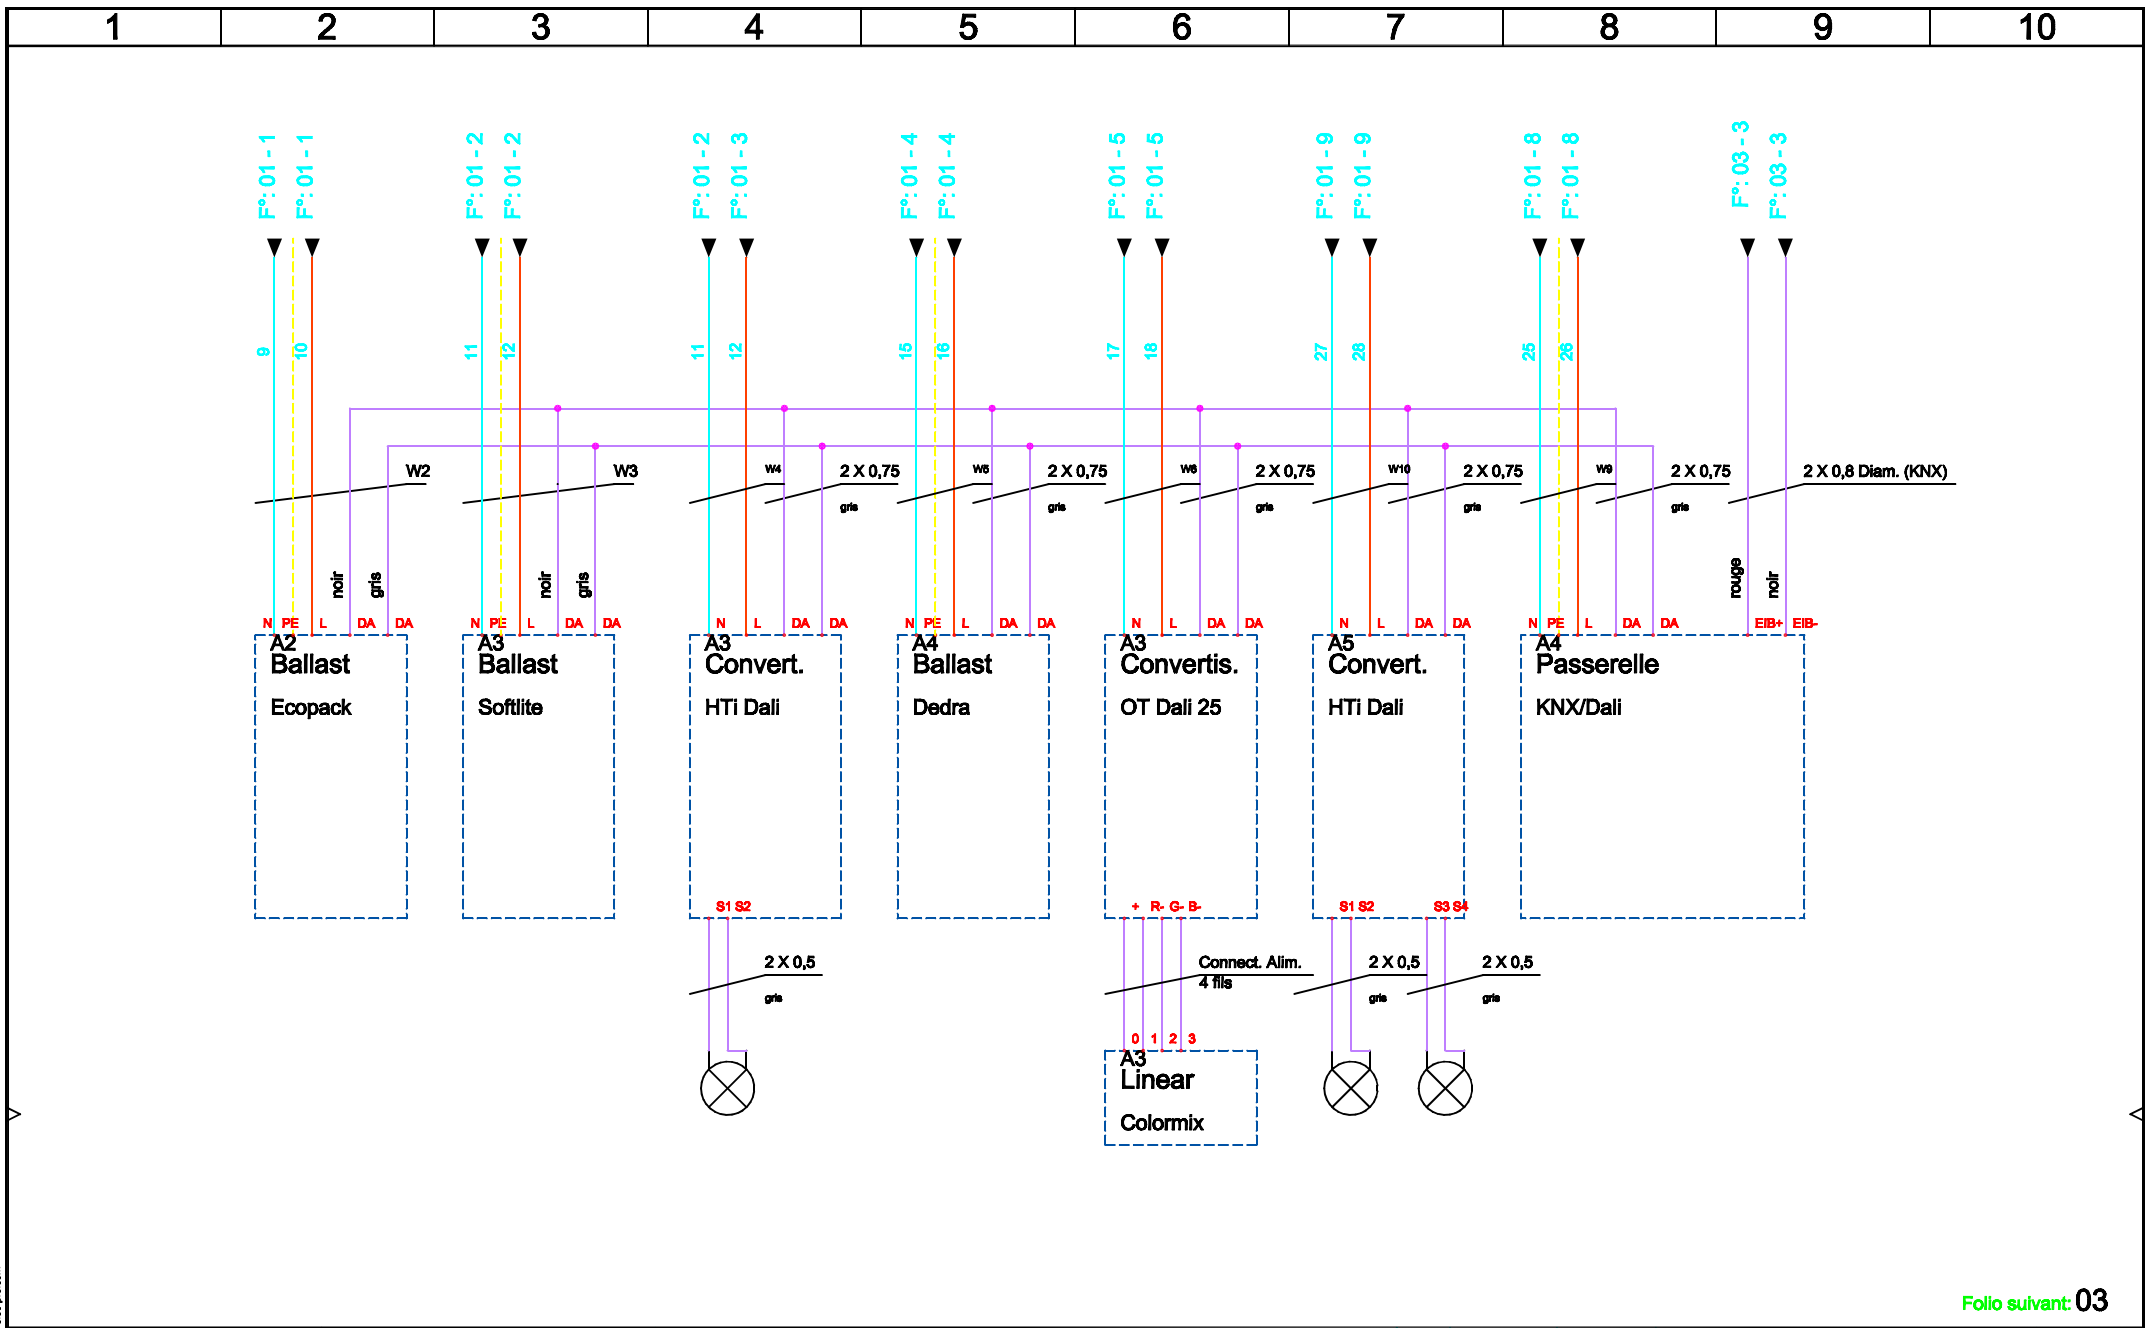 1 2 3 4 5 6 7 8 9 10
F°: 01 - 1
F°: 01 - 1
F°: 01 - 2
F°: 01 - 2
F°: 01 - 2
F°: 01 - 3
F°: 01 - 4
F°: 01 - 4
F°: 01 - 5
F°: 01 - 5
F°: 01 - 9
F°: 01 - 9
F°: 01 - 8
F°: 01 - 8
F°: 03 - 3
F°: 03 - 3
9 10 11 12 11 12 15 16 17 18 27 28 25 26
W2 W3 W4 2 X 0,75 W5 2 X 0,75 W6 2 X 0,75 W10 2 X 0,75 W9 2 X 0,75 2 X 0,8 Diam. (KNX)
gris gris gris gris gris
noir gris noir gris rouge noir
N PE L DA DA N PE L DA DA N L DA DA N PE L DA DA N L DA DA N L DA DA N PE L DA DA EIB+ EIB-
A2 A3 A3 A4 A3 A5 A4
Ballast Ballast Convert. Ballast Convertis. Convert. Passerelle
Ecopack Softlite HTi Dali Dedra OT Dali 25 HTi Dali KNX/Dali
S1 S2 + R- G- B- S1 S2 S3 S4
2 X 0,5 Connect. Alim. 2 X 0,5 2 X 0,5
4 fils
gris gris gris
0 1 2 3
A3
Linear
Colormix
Folio suivant: 03